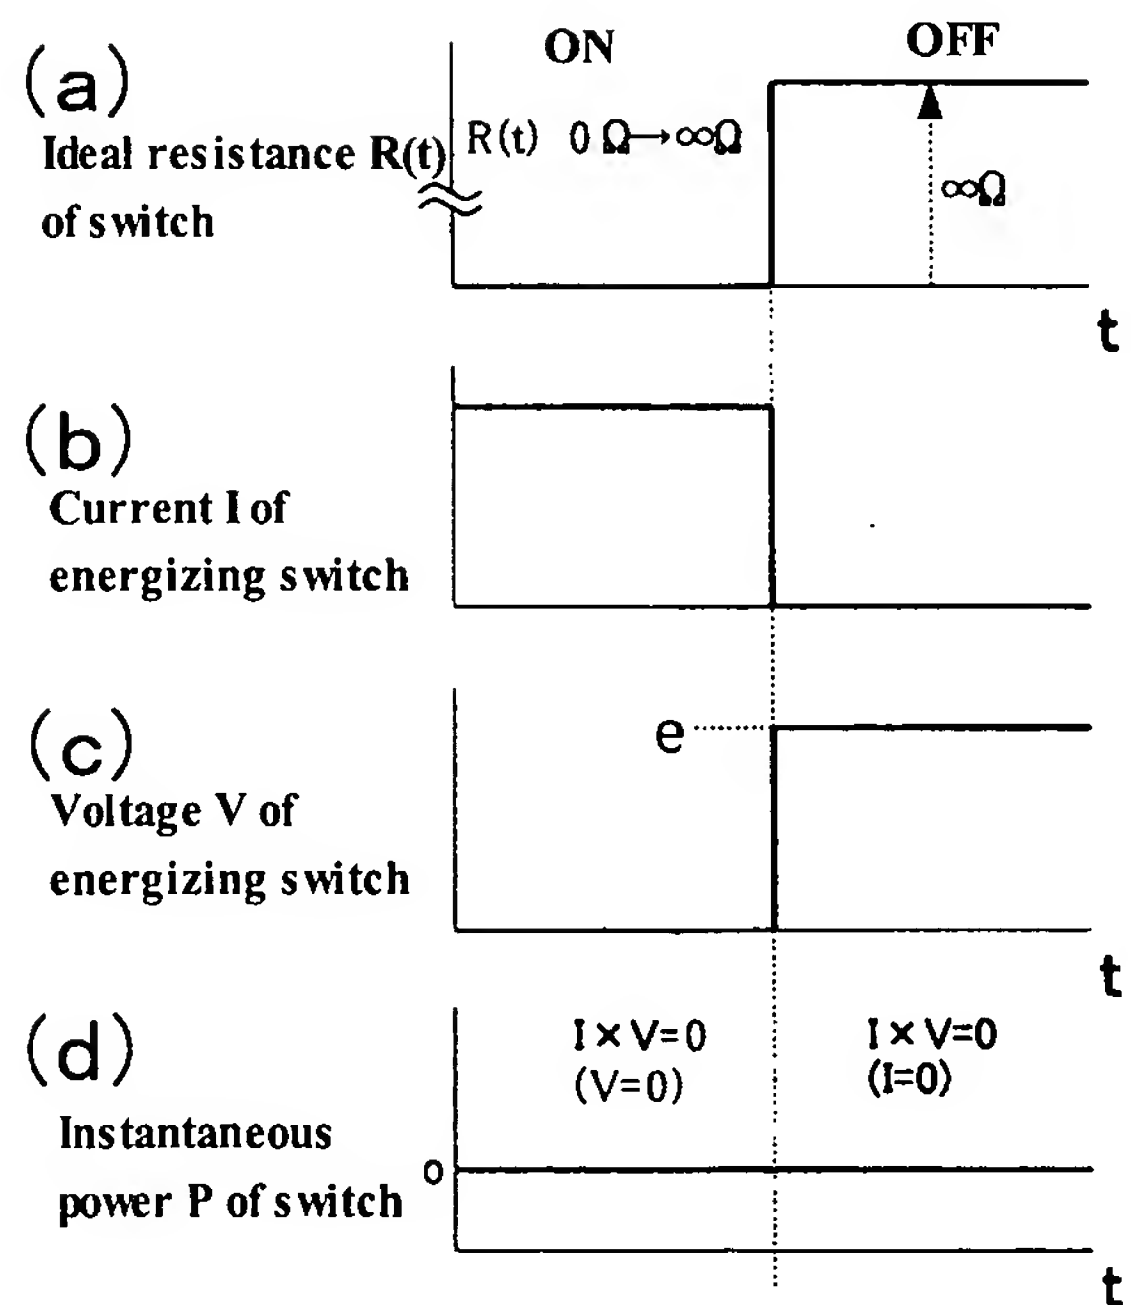 ON
OFF
(a)
Ideal resistance R(t)
of switch
R(t) 0 Ω→∞Ω
∞Ω
t
(b)
Current I of
energizing switch
(c)
Voltage V of
energizing switch
e
t
(d)
Instantaneous
power P of switch
I × V=0
(V=0)
I × V=0
(I=0)
0
t